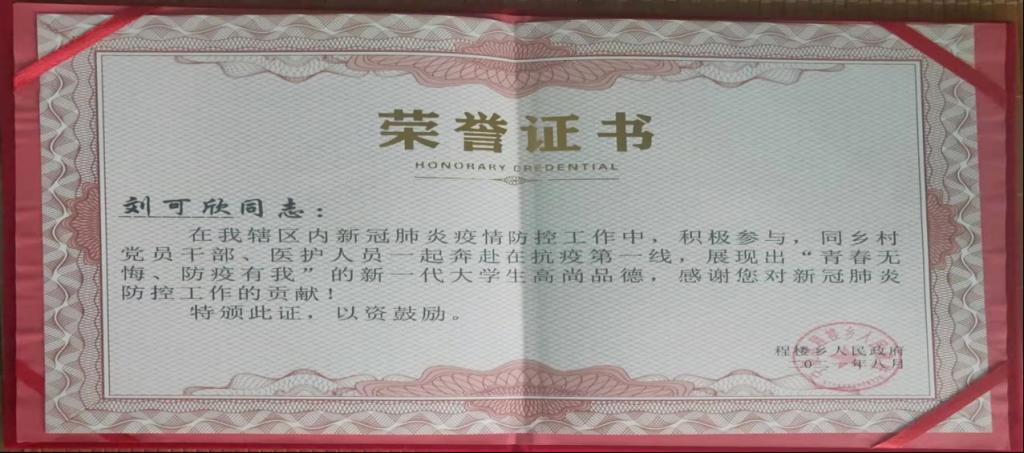 荣誉证书
HONORARY CREDENTIAL
刘可欣同志：
在我辖区内新冠肺炎疫情防控工作中，积极参与，同乡村
党员干部、医护人员一起奔赴在抗疫第一线，展现出“青春无
悔、防疫有我”的新一代大学生高尚品德，感谢您对新冠肺炎
防控工作的贡献！
特颁此证，以资鼓励。
程楼乡人民政府
年八月